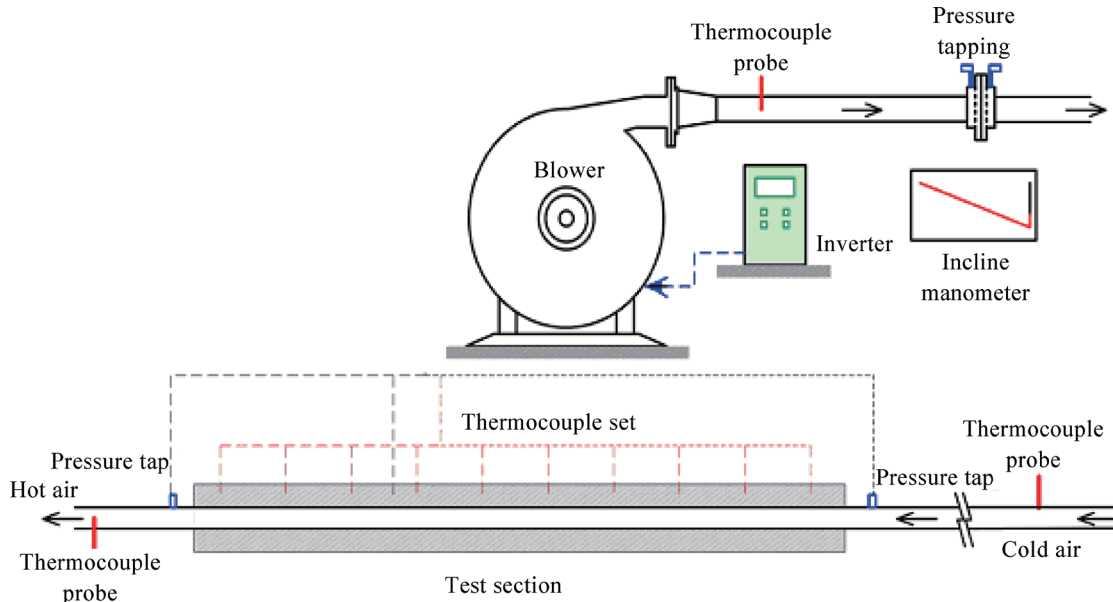 Pressure
tapping
Thermocouple
probe
Blower
Inverter
Incline
manometer
Thermocouple set
Thermocouple
probe
Pressure tap
Pressure tap
Hot air
Cold air
Thermocouple
probe
Test section